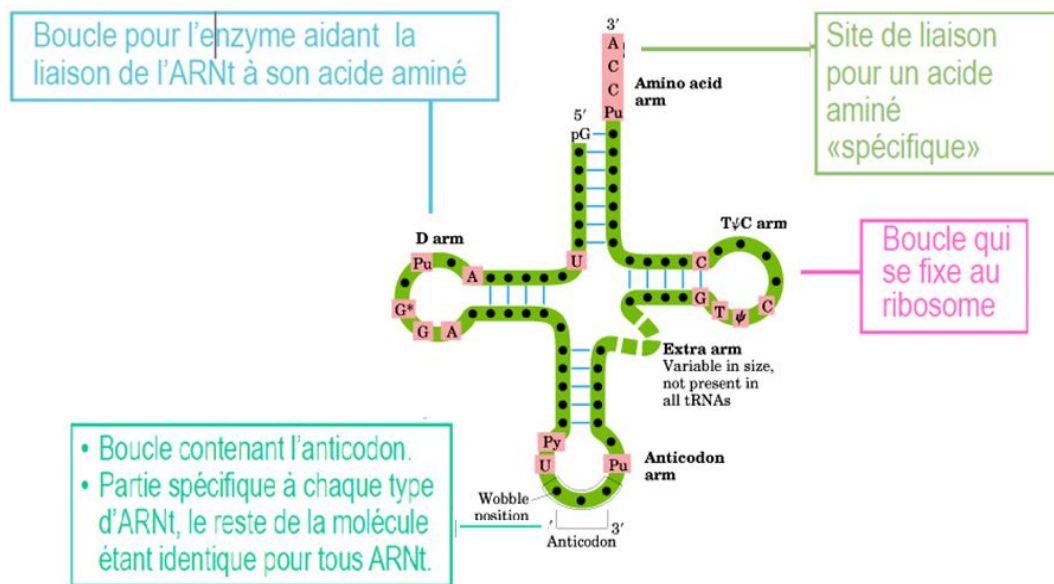 Boucle pour l'enzyme aidant la
liaison de l'ARNt à son acide aminé
Site de liaison
pour un acide
aminé
«spécifique»
3′
A
C
C
Pu
Amino acid
arm
5′
pG
D arm
Pu
A
U
G*
G
A
TψC arm
C
G
T
ψ
C
Boucle qui
se fixe au
ribosome
Extra arm
Variable in size,
not present in
all tRNAs
• Boucle contenant l'anticodon.
• Partie spécifique à chaque type
d'ARNt, le reste de la molécule
étant identique pour tous ARNt.
Py
U
Pu
Anticodon
arm
Wobble
position
′
3′
Anticodon